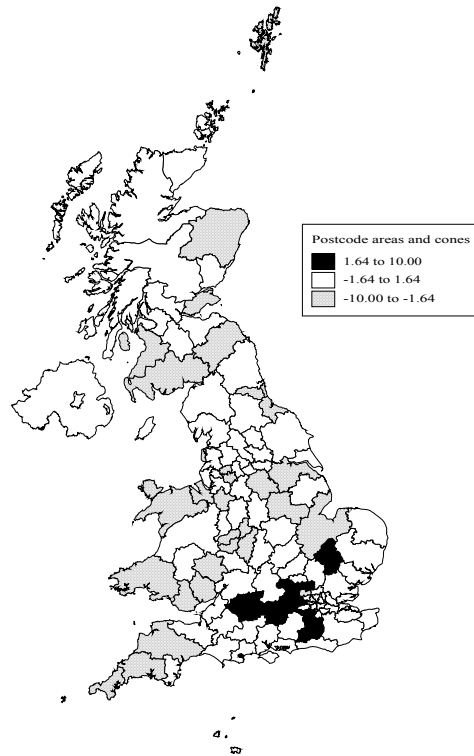 Postcode areas and cones
1.64 to 10.00
-1.64 to 1.64
-10.00 to -1.64